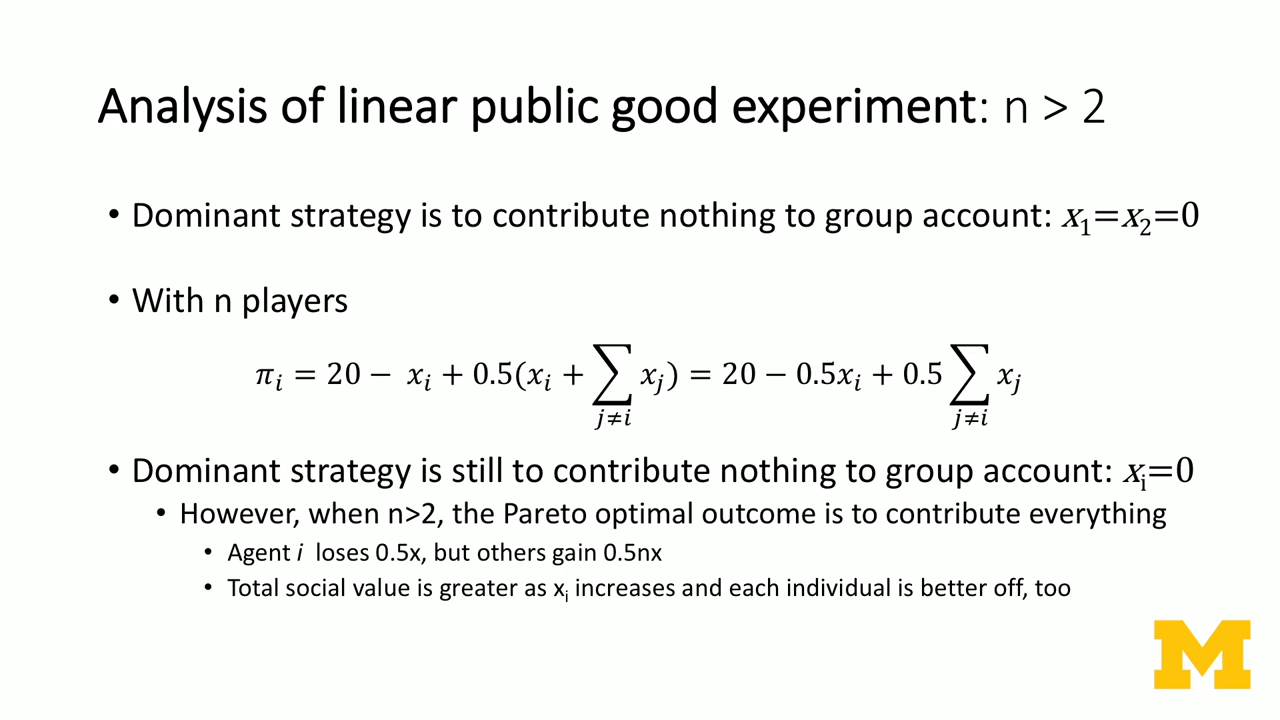 Analysis of linear public good experiment: n > 2
• Dominant strategy is to contribute nothing to group account: x₁=x₂=0
• With n players
πᵢ = 20 − xᵢ + 0.5(xᵢ + ∑_{j≠i} xⱼ) = 20 − 0.5xᵢ + 0.5 ∑_{j≠i} xⱼ
• Dominant strategy is still to contribute nothing to group account: xᵢ=0
• However, when n>2, the Pareto optimal outcome is to contribute everything
• Agent i loses 0.5x, but others gain 0.5nx
• Total social value is greater as xᵢ increases and each individual is better off, too
M